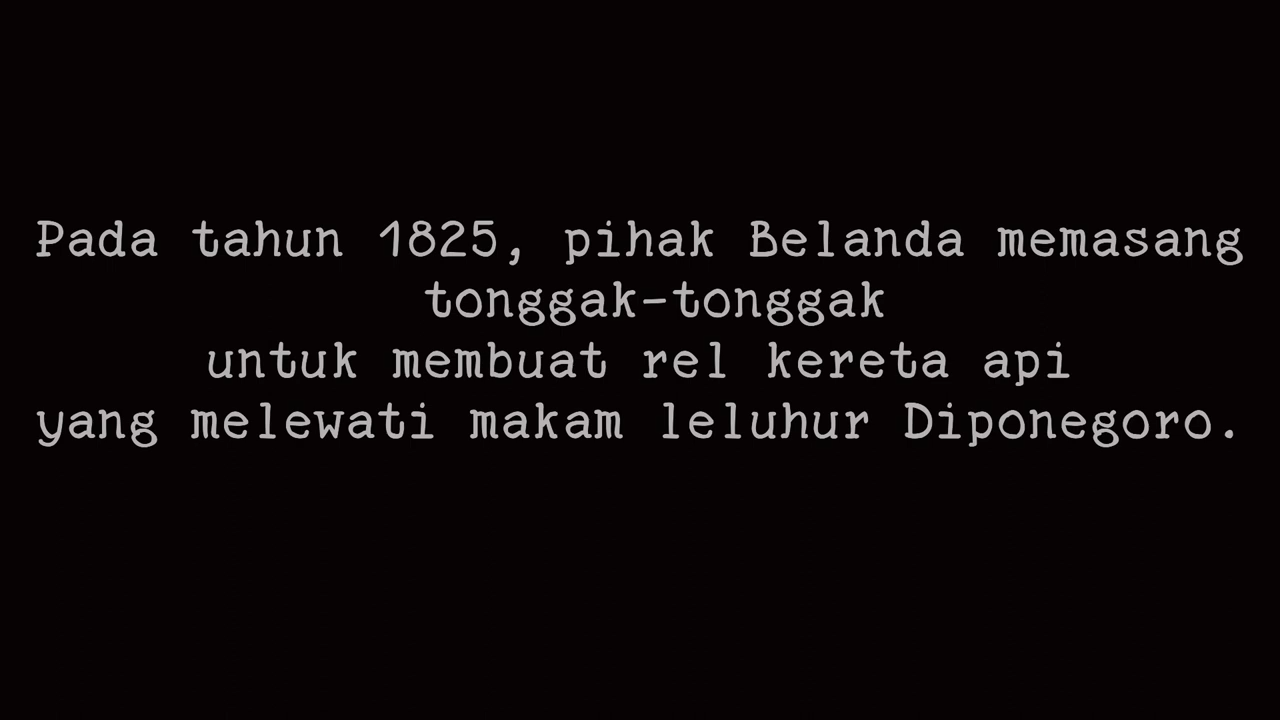 Pada tahun 1825, pihak Belanda memasang
tonggak-tonggak
untuk membuat rel kereta api
yang melewati makam leluhur Diponegoro.